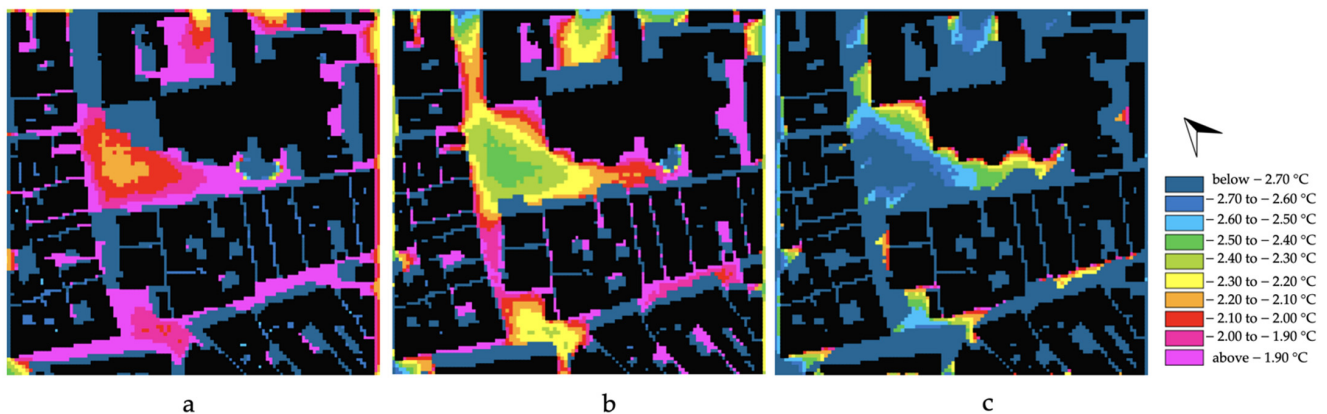 below − 2.70 °C
− 2.70 to − 2.60 °C
− 2.60 to − 2.50 °C
− 2.50 to − 2.40 °C
− 2.40 to − 2.30 °C
− 2.30 to − 2.20 °C
− 2.20 to − 2.10 °C
− 2.10 to − 2.00 °C
− 2.00 to − 1.90 °C
above − 1.90 °C
a
b
c